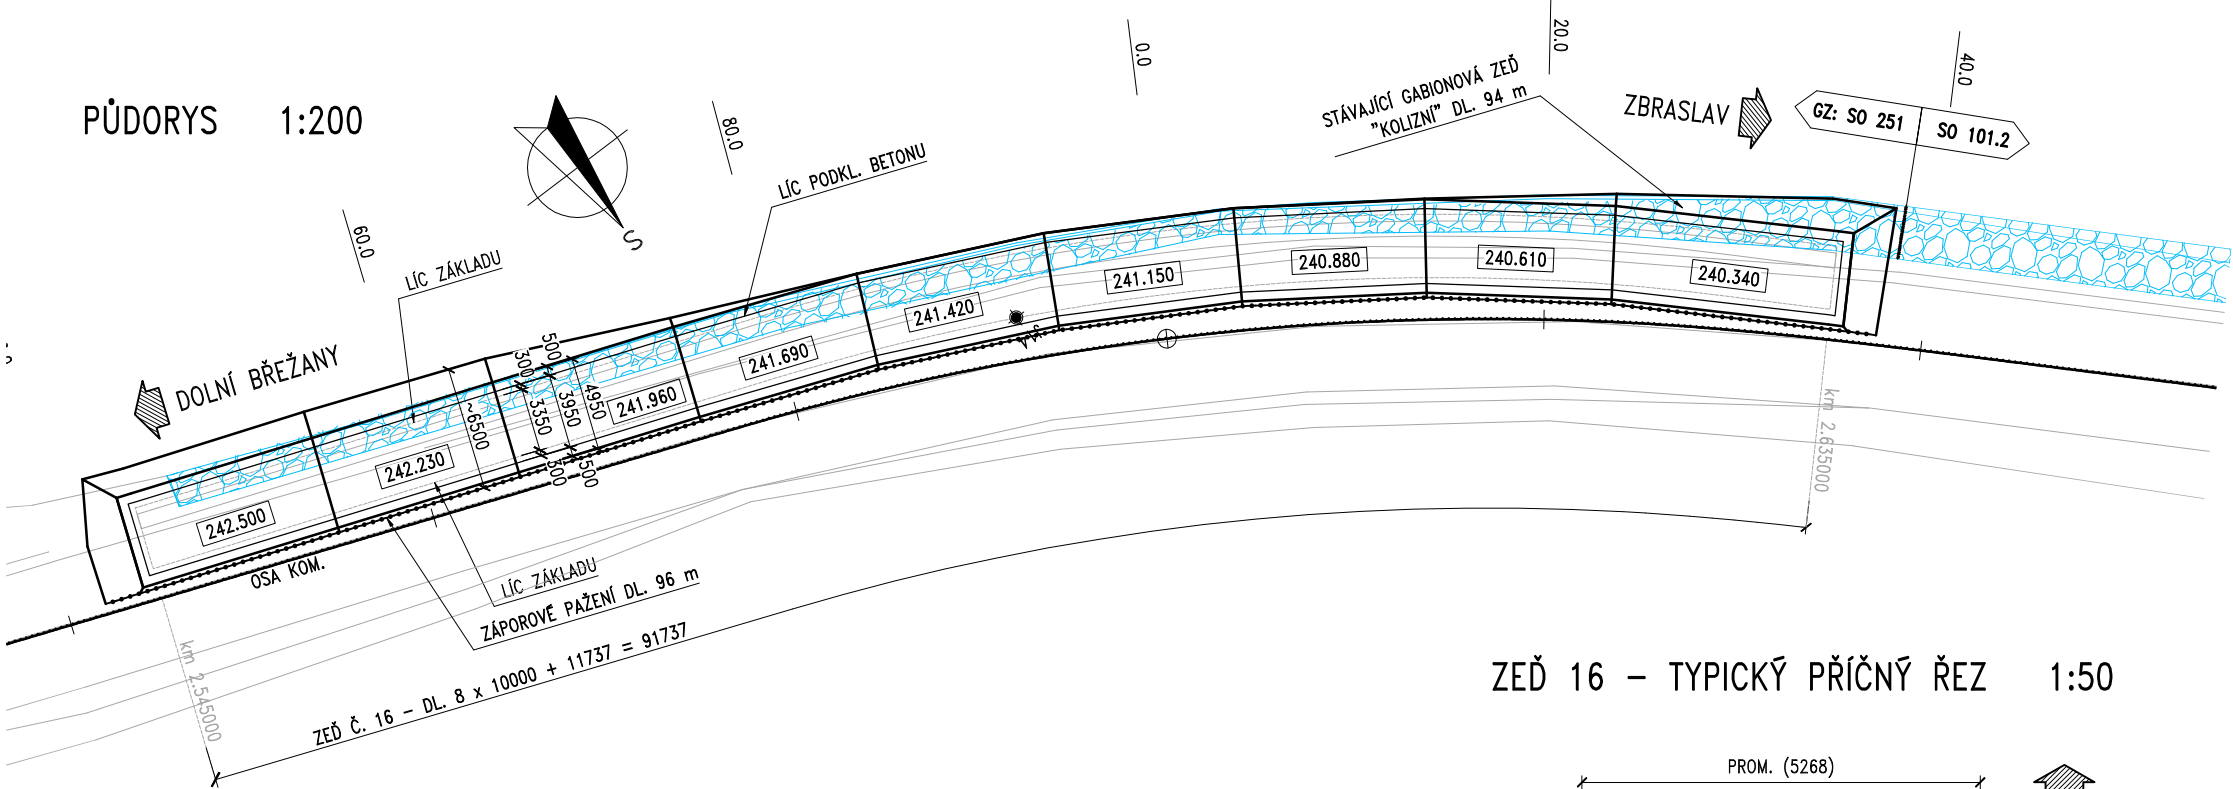 PŮDORYS 1:200
S
60.0
80.0
0.0
20.0
40.0
STÁVAJÍCÍ GABIONOVÁ ZEĎ
"KOLIZNÍ" DL. 94 m
ZBRASLAV
GZ: SO 251
SO 101.2
LÍC PODKL. BETONU
LÍC ZÁKLADU
DOLNÍ BŘEŽANY
242.500
242.230
241.960
241.690
241.420
241.150
240.880
240.610
240.340
~6500
300
3350
300
500
3950
500
4950
OSA KOM.
LÍC ZÁKLADU
ZÁPOROVÉ PAŽENÍ DL. 96 m
ZEĎ Č. 16 - DL. 8 x 10000 + 11737 = 91737
km 2.545000
km 2.635000
ZEĎ 16 - TYPICKÝ PŘÍČNÝ ŘEZ 1:50
PROM. (5268)